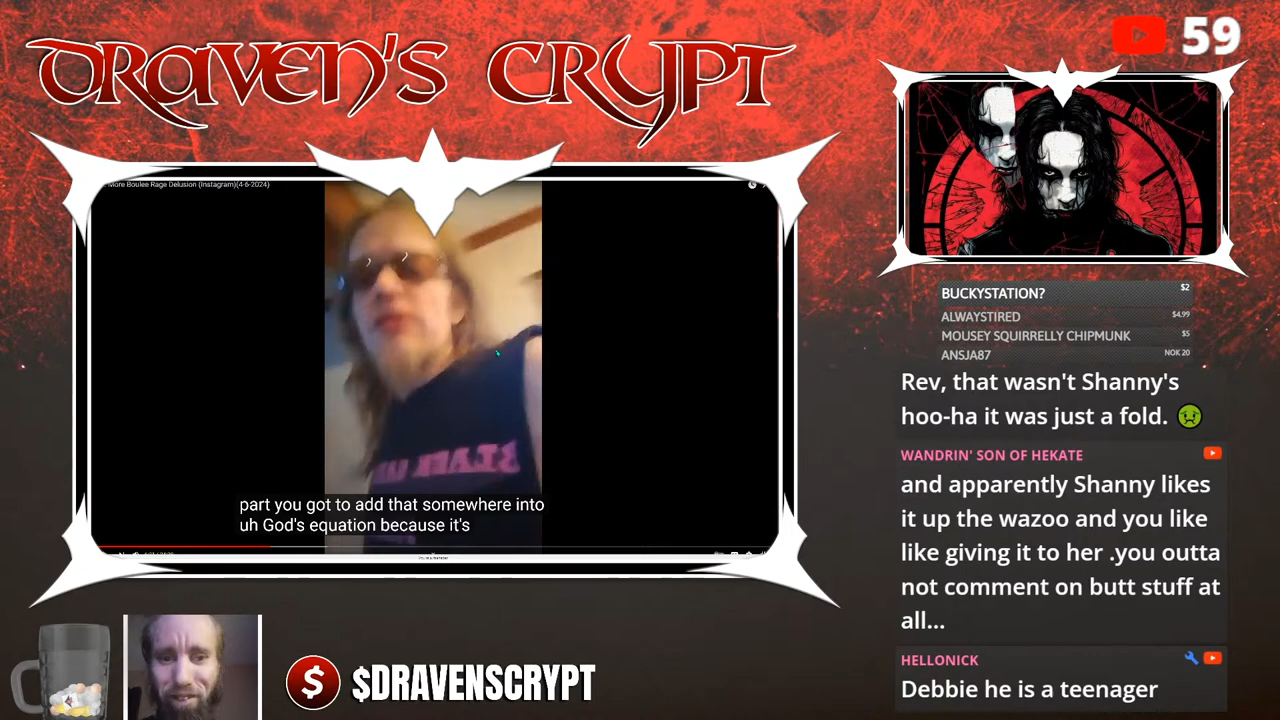 DRAVEN'S CRYPT
59
More Boulee Rage Delusion (Instagram)(4-6-2024)
part you got to add that somewhere into
uh God's equation because it's
BUCKYSTATION? $2
ALWAYSTIRED $4.99
MOUSEY SQUIRRELLY CHIPMUNK $5
ANSJA87 NOK 20
Rev, that wasn't Shanny's
hoo-ha it was just a fold.
WANDRIN' SON OF HEKATE
and apparently Shanny likes
it up the wazoo and you like
like giving it to her .you outta
not comment on butt stuff at
all...
HELLONICK
Debbie he is a teenager
$ $DRAVENSCRYPT